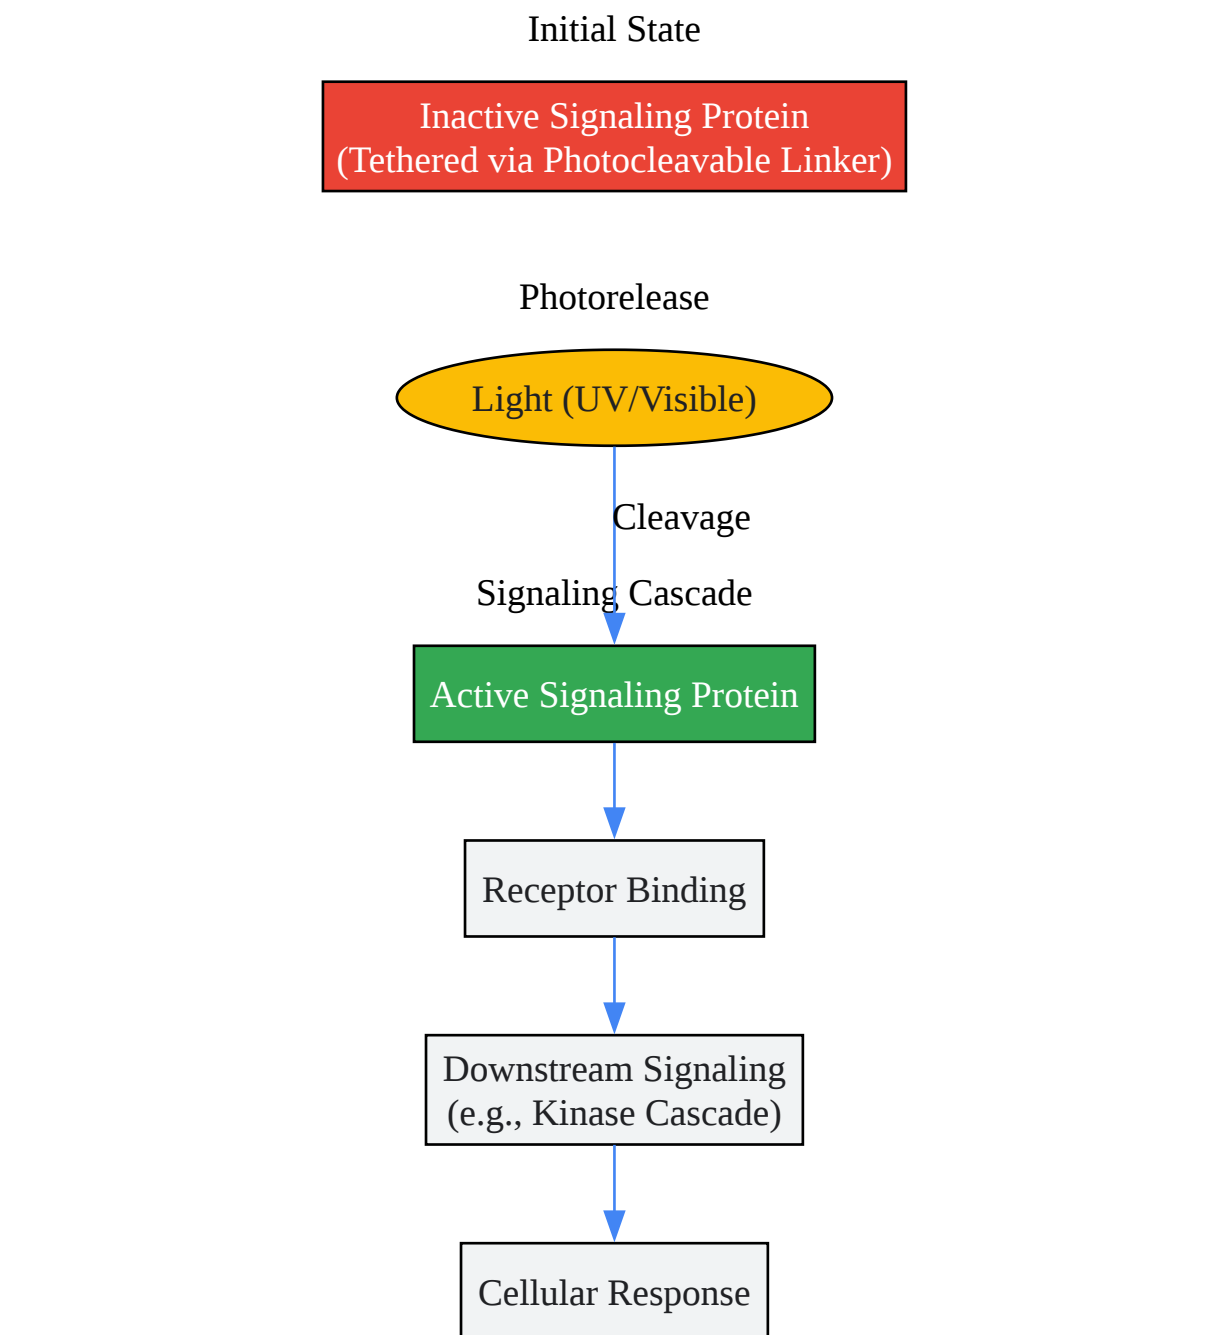 Initial State
Inactive Signaling Protein
(Tethered via Photocleavable Linker)
Photorelease
Light (UV/Visible)
Cleavage
Signaling Cascade
Active Signaling Protein
Receptor Binding
Downstream Signaling
(e.g., Kinase Cascade)
Cellular Response